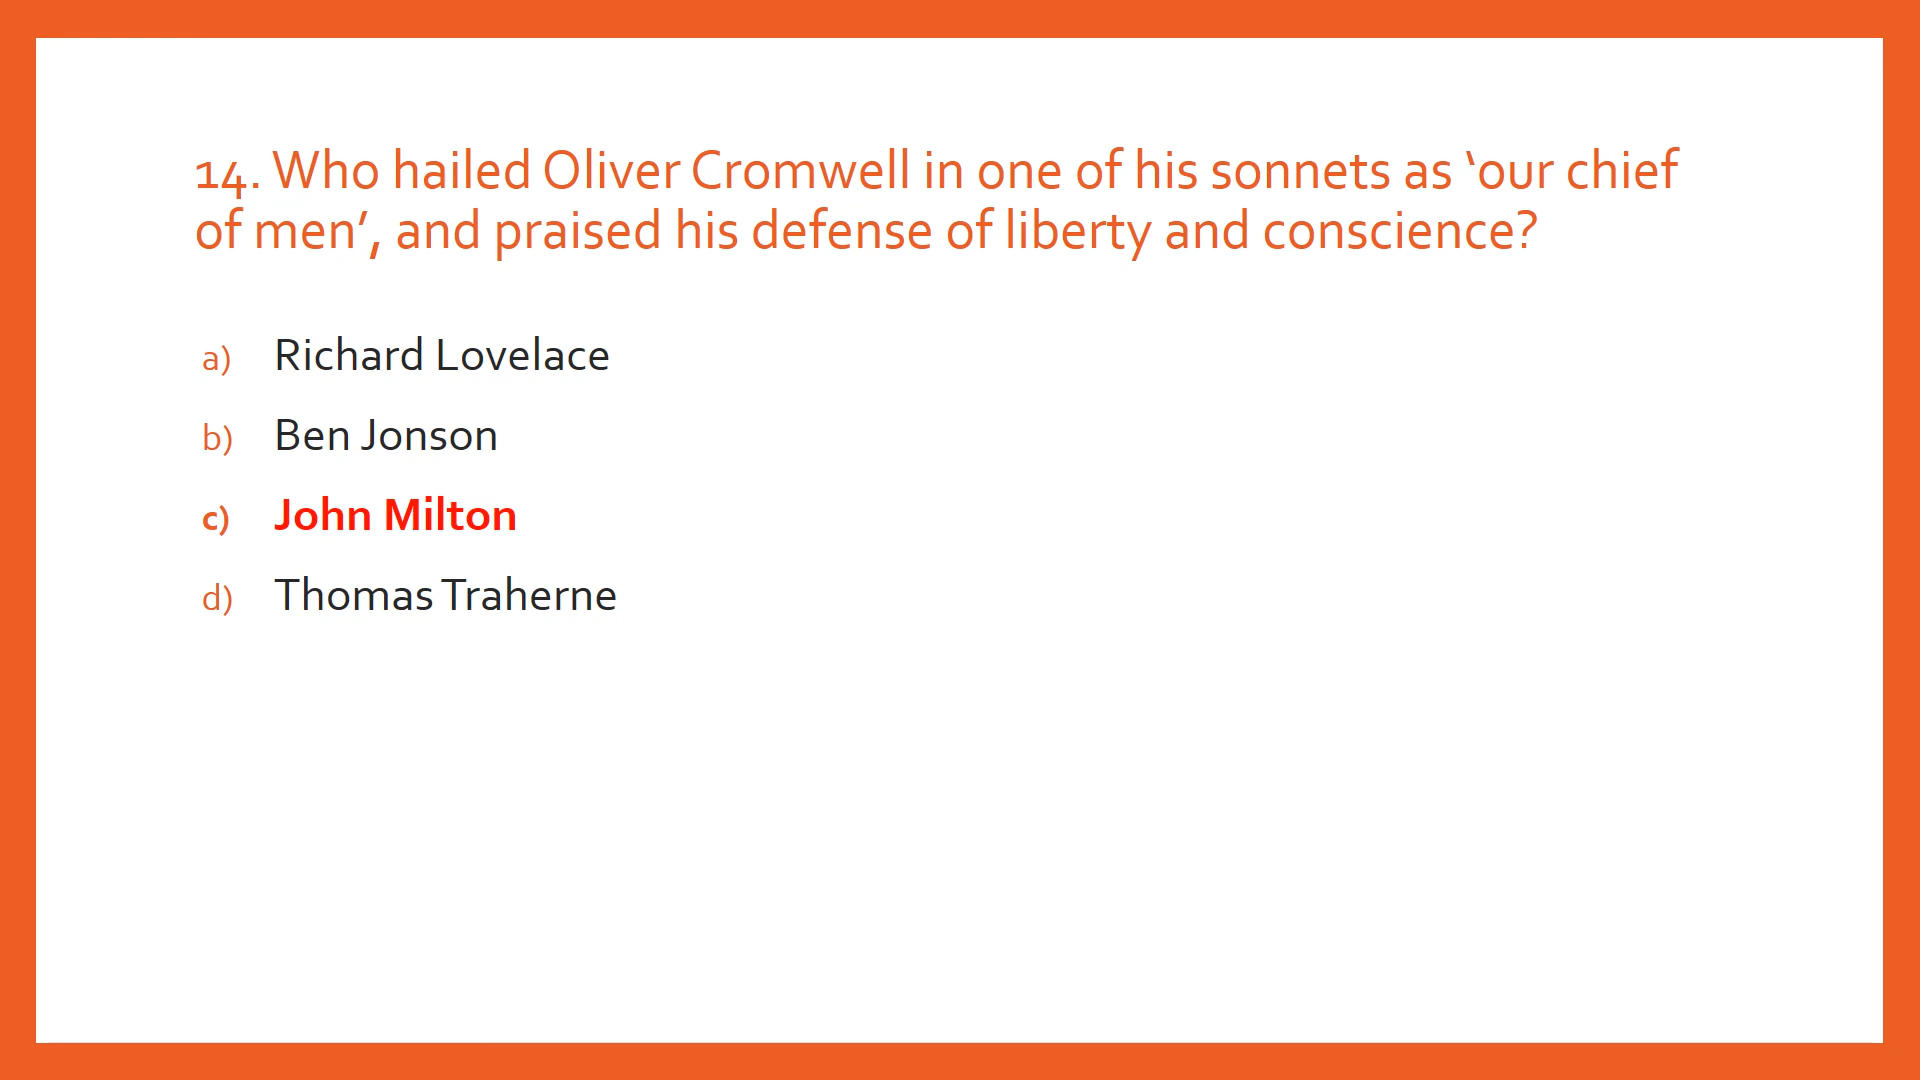 14. Who hailed Oliver Cromwell in one of his sonnets as ‘our chief
of men’, and praised his defense of liberty and conscience?
a) Richard Lovelace
b) Ben Jonson
c) John Milton
d) Thomas Traherne